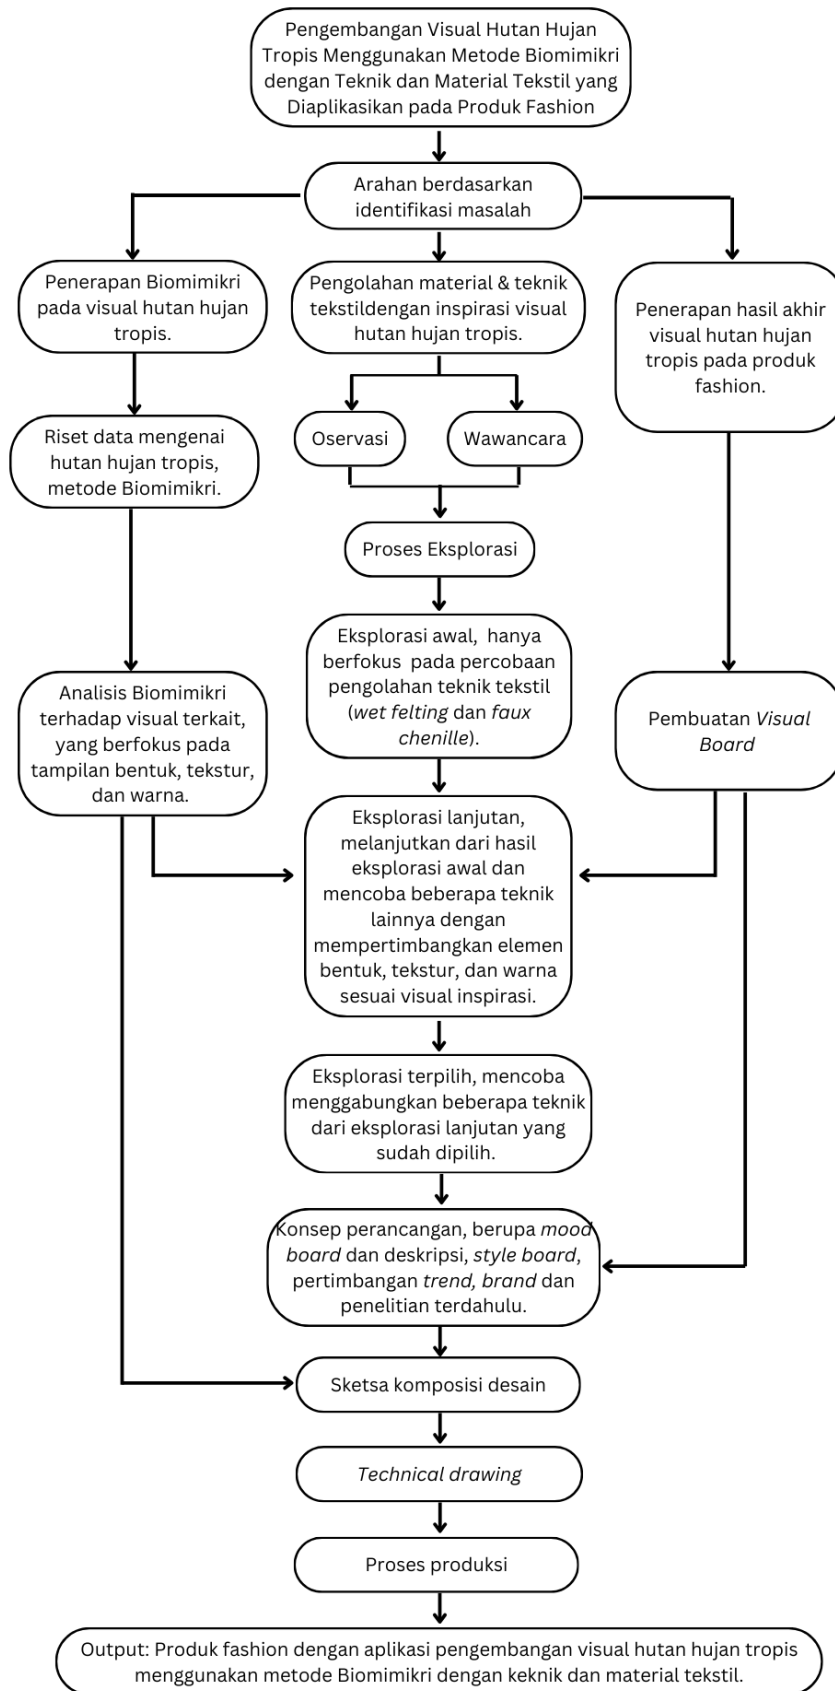 Pengembangan Visual Hutan Hujan
Tropis Menggunakan Metode Biomimikri
dengan Teknik dan Material Tekstil yang
Diaplikasikan pada Produk Fashion
Arahan berdasarkan
identifikasi masalah
Penerapan Biomimikri
pada visual hutan hujan
tropis.
Pengolahan material & teknik
tekstildengan inspirasi visual
hutan hujan tropis.
Penerapan hasil akhir
visual hutan hujan
tropis pada produk
fashion.
Riset data mengenai
hutan hujan tropis,
metode Biomimikri.
Oservasi
Wawancara
Proses Eksplorasi
Eksplorasi awal, hanya
berfokus pada percobaan
pengolahan teknik tekstil
(wet felting dan faux
chenille).
Analisis Biomimikri
terhadap visual terkait,
yang berfokus pada
tampilan bentuk, tekstur,
dan warna.
Pembuatan Visual
Board
Eksplorasi lanjutan,
melanjutkan dari hasil
eksplorasi awal dan
mencoba beberapa teknik
lainnya dengan
mempertimbangkan elemen
bentuk, tekstur, dan warna
sesuai visual inspirasi.
Eksplorasi terpilih, mencoba
menggabungkan beberapa teknik
dari eksplorasi lanjutan yang
sudah dipilih.
Konsep perancangan, berupa mood
board dan deskripsi, style board,
pertimbangan trend, brand dan
penelitian terdahulu.
Sketsa komposisi desain
Technical drawing
Proses produksi
Output: Produk fashion dengan aplikasi pengembangan visual hutan hujan tropis
menggunakan metode Biomimikri dengan keknik dan material tekstil.